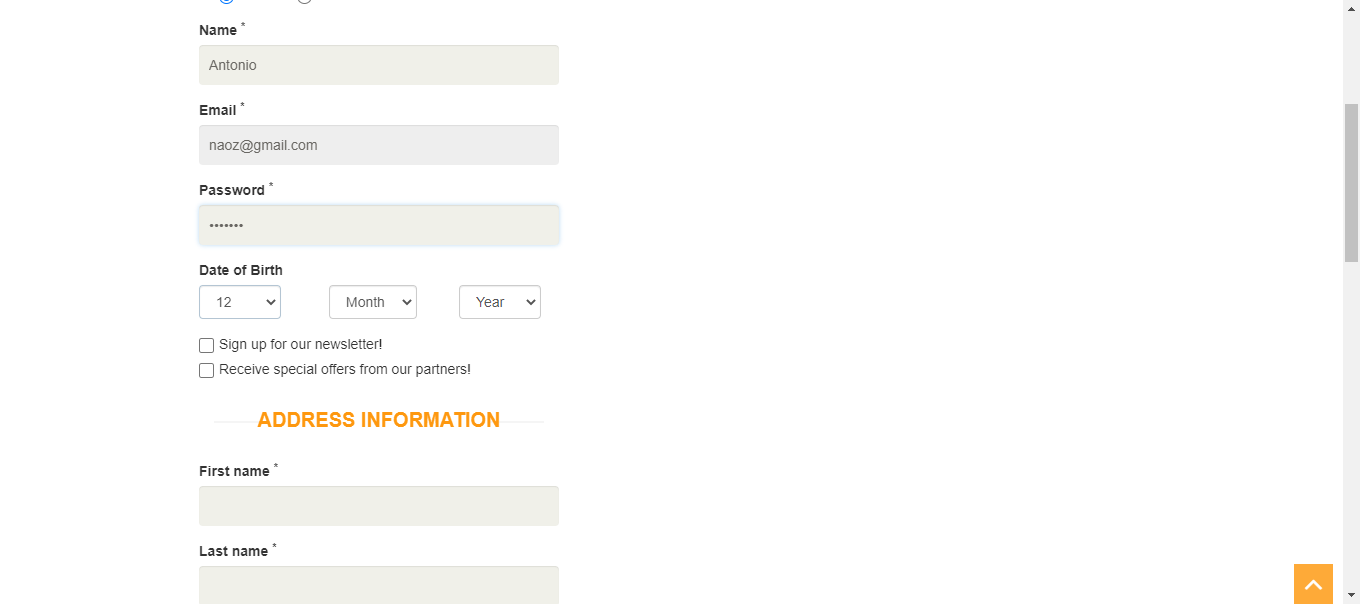 Name *
Antonio
Email *
naoz@gmail.com
Password *
•••••••
Date of Birth
12 Month Year
Sign up for our newsletter!
Receive special offers from our partners!
ADDRESS INFORMATION
First name *
Last name *